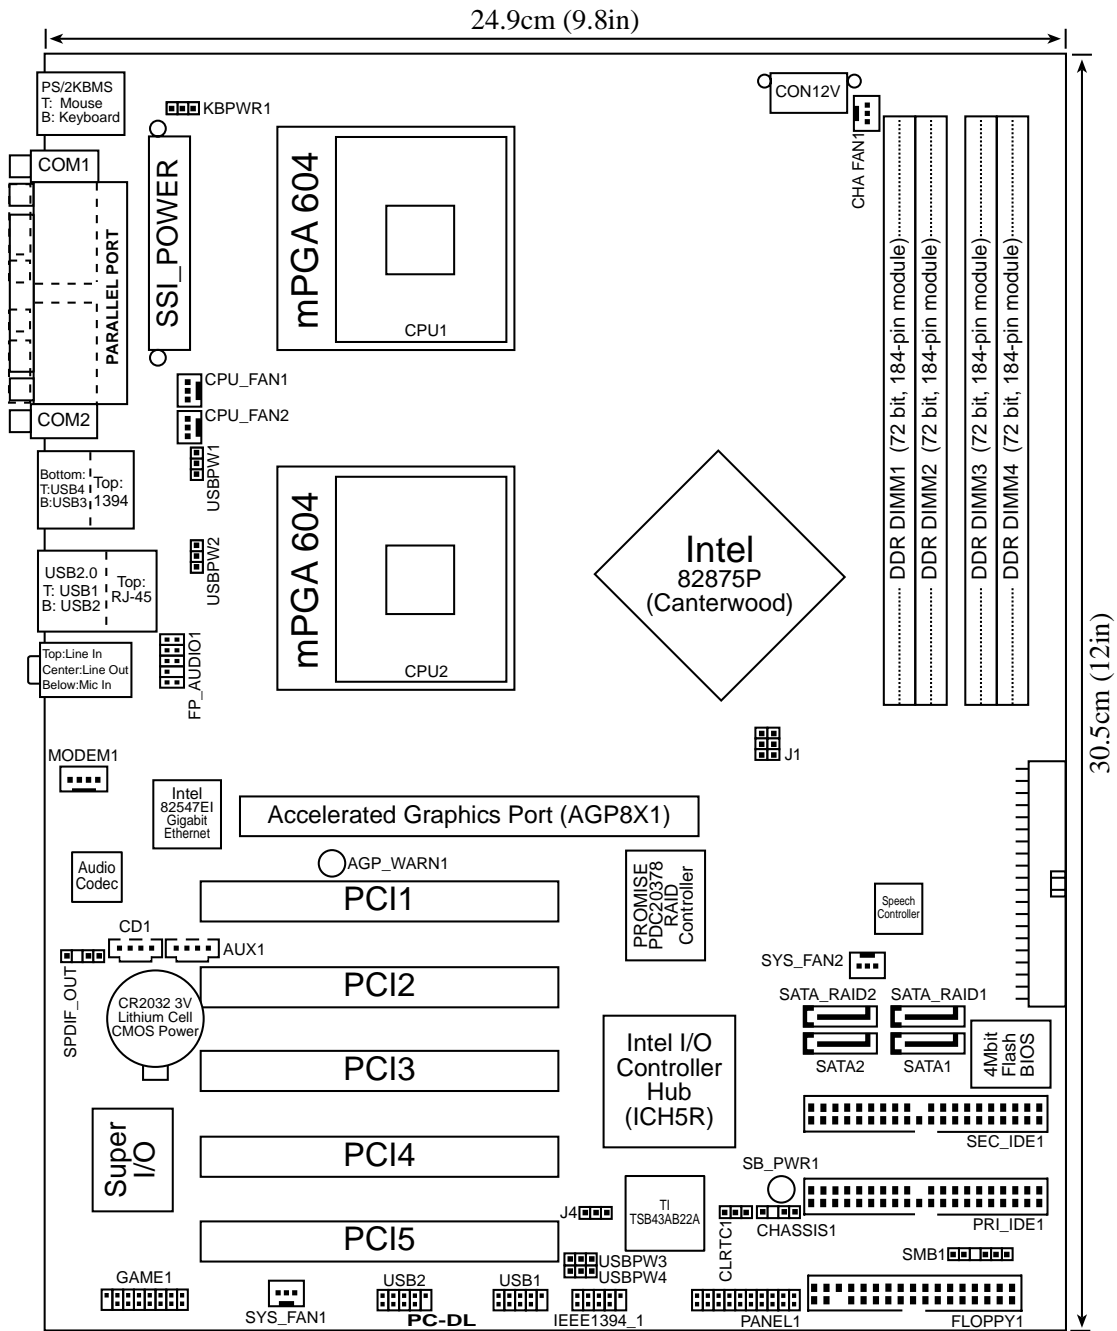 24.9cm (9.8in)
PS/2KBMS
T: Mouse
B: Keyboard
KBPWR1
CON12V
CHA FAN1
COM1
PARALLEL PORT
COM2
SSI_POWER
mPGA 604
CPU1
CPU_FAN1
CPU_FAN2
USBPW1
Bottom:
T:USB4
B:USB3
Top:
1394
USBPW2
USB2.0
T: USB1
B: USB2
Top:
RJ-45
Top:Line In
Center:Line Out
Below:Mic In
FP_AUDIO1
mPGA 604
CPU2
Intel
82875P
(Canterwood)
DDR DIMM1 (72 bit, 184-pin module)
DDR DIMM2 (72 bit, 184-pin module)
DDR DIMM3 (72 bit, 184-pin module)
DDR DIMM4 (72 bit, 184-pin module)
30.5cm (12in)
J1
MODEM1
Intel
82547EI
Gigabit
Ethernet
Accelerated Graphics Port (AGP8X1)
Audio
Codec
AGP_WARN1
PCI1
PROMISE
PDC20378
RAID
Controller
Speech
Controller
CD1
AUX1
SPDIF_OUT
SYS_FAN2
CR2032 3V
Lithium Cell
CMOS Power
PCI2
SATA_RAID2
SATA_RAID1
SATA2
SATA1
4Mbit
Flash
BIOS
Intel I/O
Controller
Hub
(ICH5R)
PCI3
SEC_IDE1
Super
I/O
PCI4
SB_PWR1
J4
TI
TSB43AB22A
CLRTC1
CHASSIS1
PRI_IDE1
PCI5
USBPW3
USBPW4
SMB1
GAME1
SYS_FAN1
USB2
PC-DL
USB1
IEEE1394_1
PANEL1
FLOPPY1